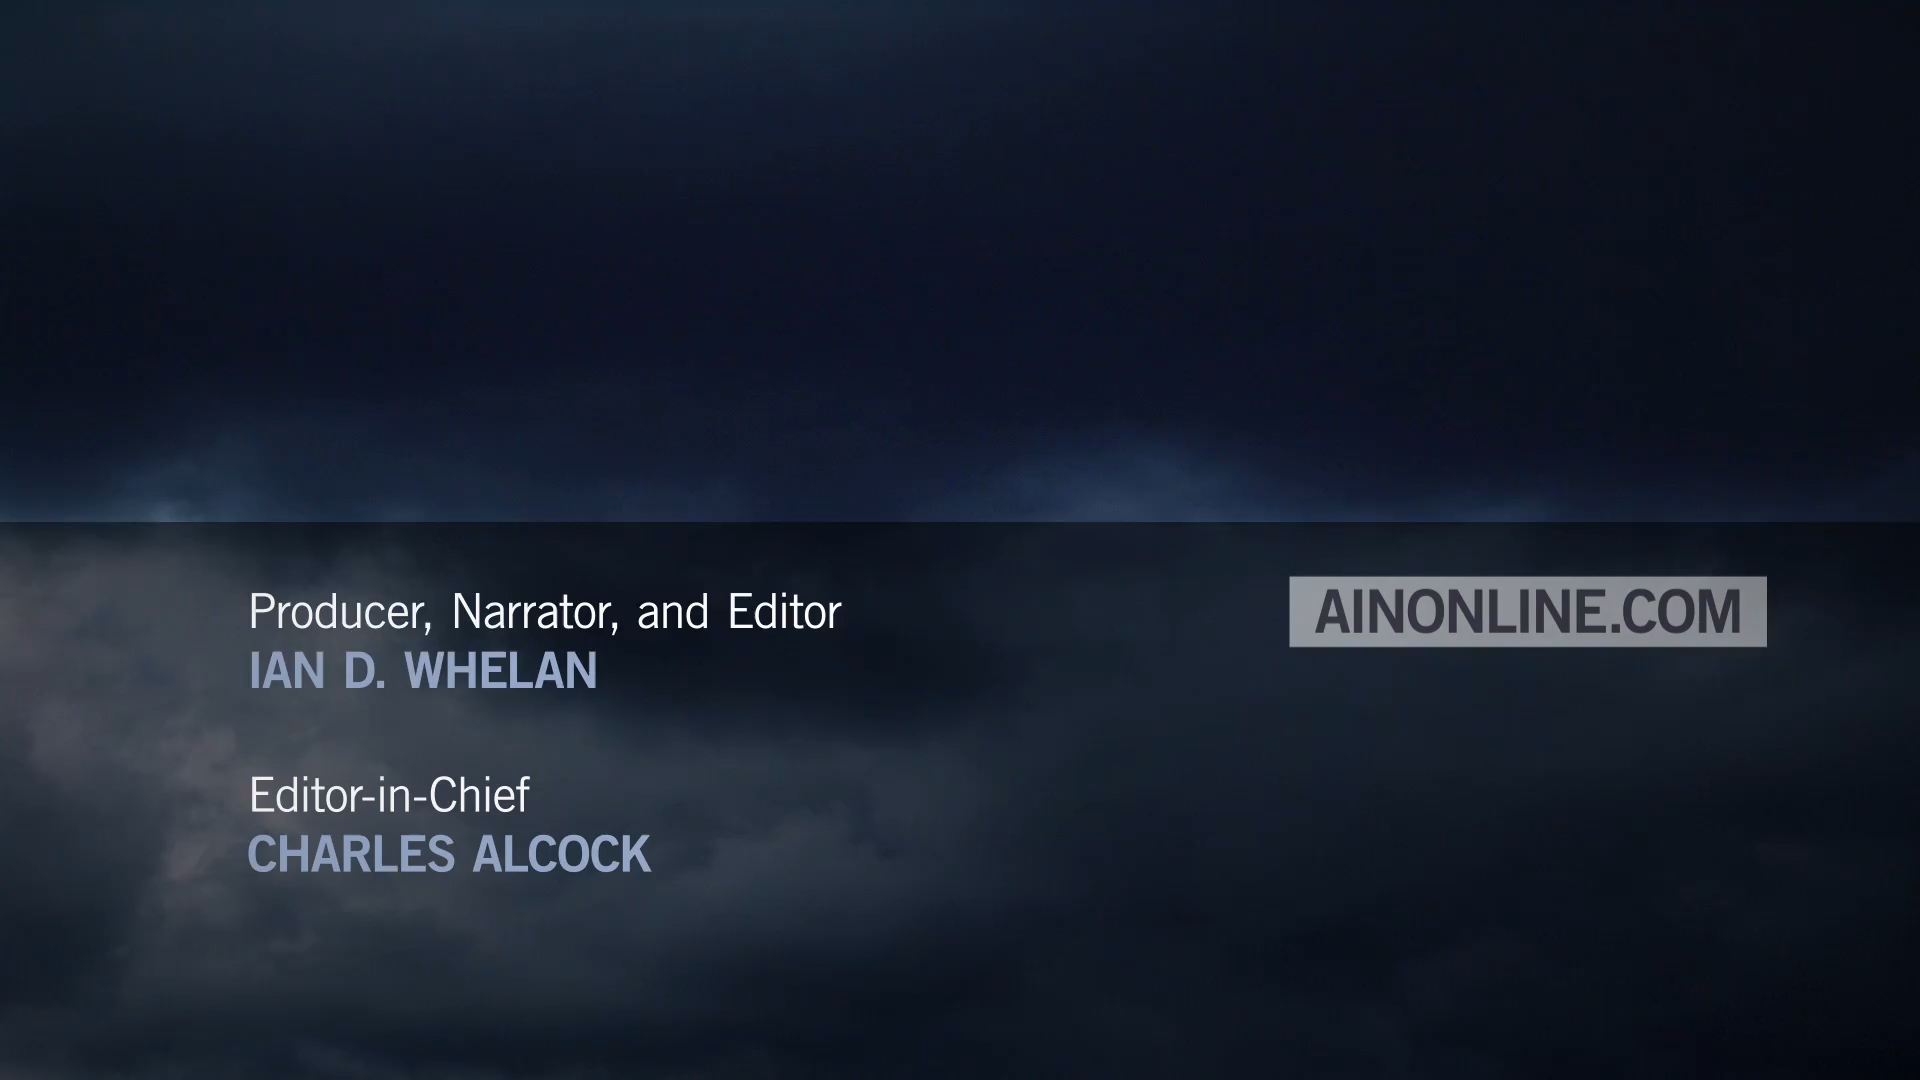 Producer, Narrator, and Editor
IAN D. WHELAN
Editor-in-Chief
CHARLES ALCOCK
AINONLINE.COM